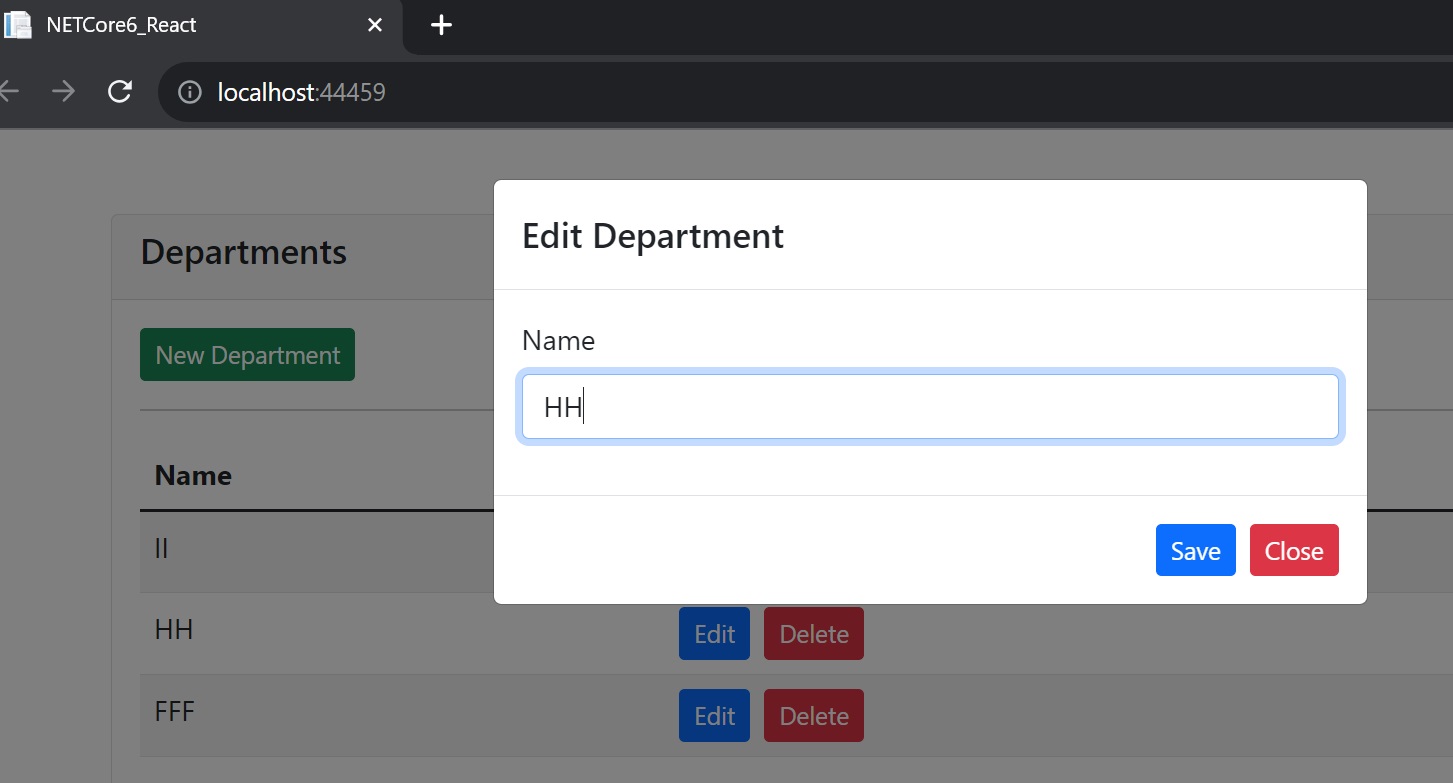 NETCore6_React
localhost:44459
Departments
New Department
Name
II
HH
Edit Delete
FFF
Edit Delete
Edit Department
Name
HH
Save Close